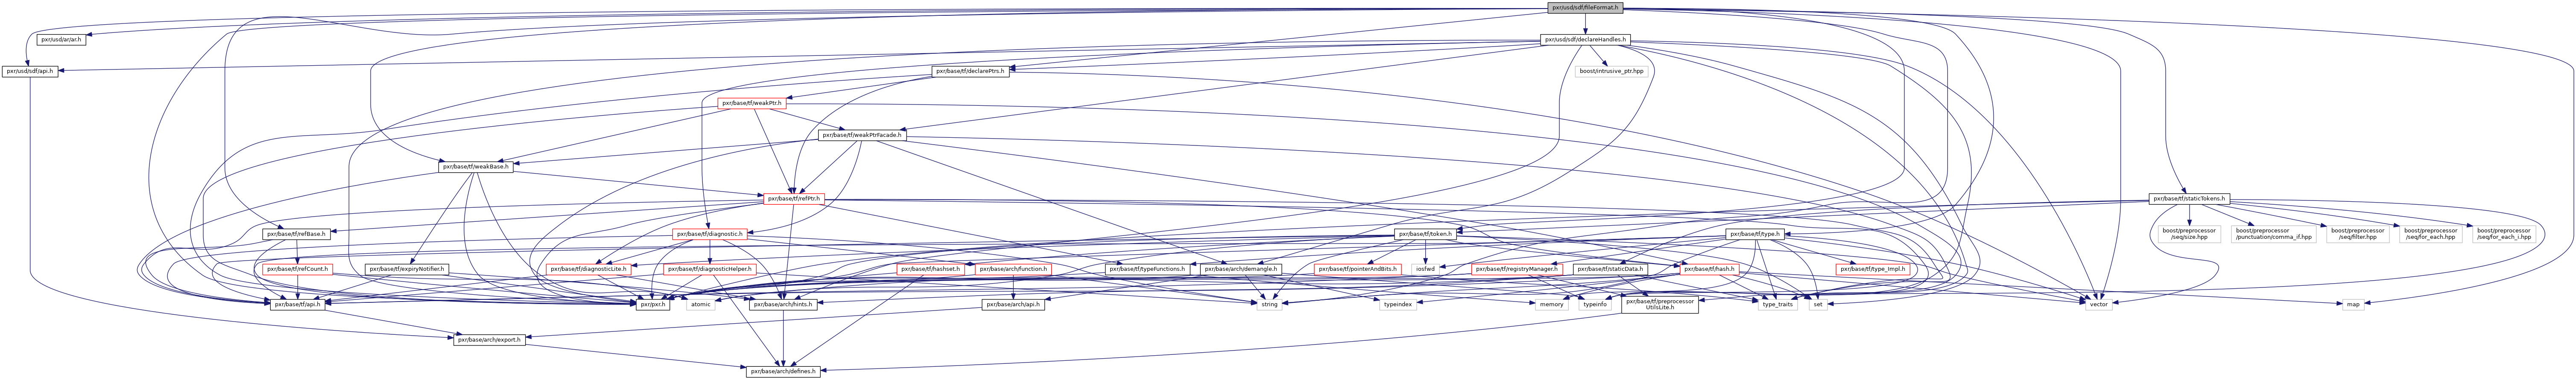 pxr/usd/sdf/fileFormat.h
pxr/usd/ar/ar.h
pxr/usd/sdf/declareHandles.h
pxr/usd/sdf/api.h
pxr/base/tf/declarePtrs.h
boost/intrusive_ptr.hpp
pxr/base/tf/weakPtr.h
pxr/base/tf/weakPtrFacade.h
pxr/base/tf/weakBase.h
pxr/base/tf/refPtr.h
pxr/base/tf/staticTokens.h
pxr/base/tf/refBase.h
pxr/base/tf/diagnostic.h
pxr/base/tf/token.h
pxr/base/tf/type.h
boost/preprocessor
/seq/size.hpp
boost/preprocessor
/punctuation/comma_if.hpp
boost/preprocessor
/seq/filter.hpp
boost/preprocessor
/seq/for_each.hpp
boost/preprocessor
/seq/for_each_i.hpp
pxr/base/tf/refCount.h
pxr/base/tf/expiryNotifier.h
pxr/base/tf/diagnosticLite.h
pxr/base/tf/diagnosticHelper.h
pxr/base/tf/hashset.h
pxr/base/arch/function.h
pxr/base/tf/typeFunctions.h
pxr/base/arch/demangle.h
pxr/base/tf/pointerAndBits.h
iosfwd
pxr/base/tf/registryManager.h
pxr/base/tf/staticData.h
pxr/base/tf/hash.h
pxr/base/tf/type_Impl.h
pxr/base/tf/api.h
pxr/pxr.h
atomic
pxr/base/arch/hints.h
pxr/base/arch/api.h
string
typeindex
memory
typeinfo
pxr/base/tf/preprocessor
UtilsLite.h
type_traits
set
vector
map
pxr/base/arch/export.h
pxr/base/arch/defines.h